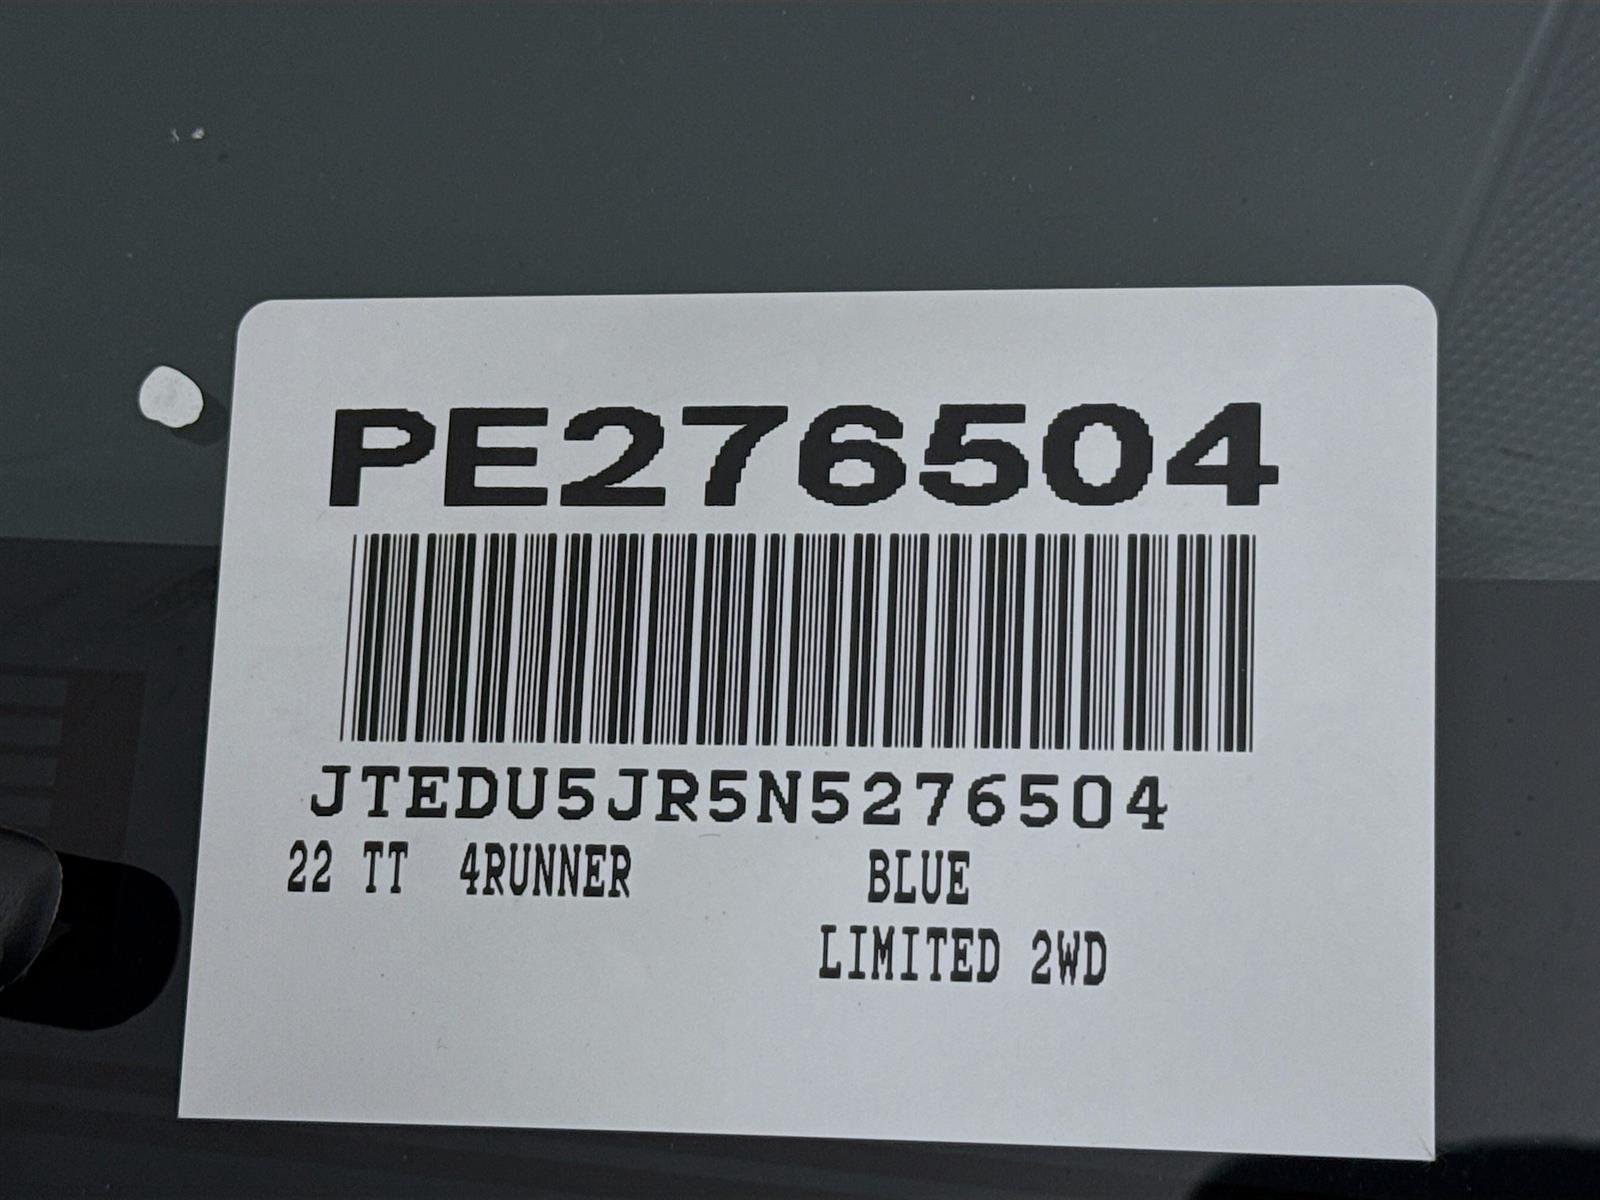 PE276504
JTEDU5JR5N5276504
22 TT 4RUNNER BLUE
LIMITED 2WD